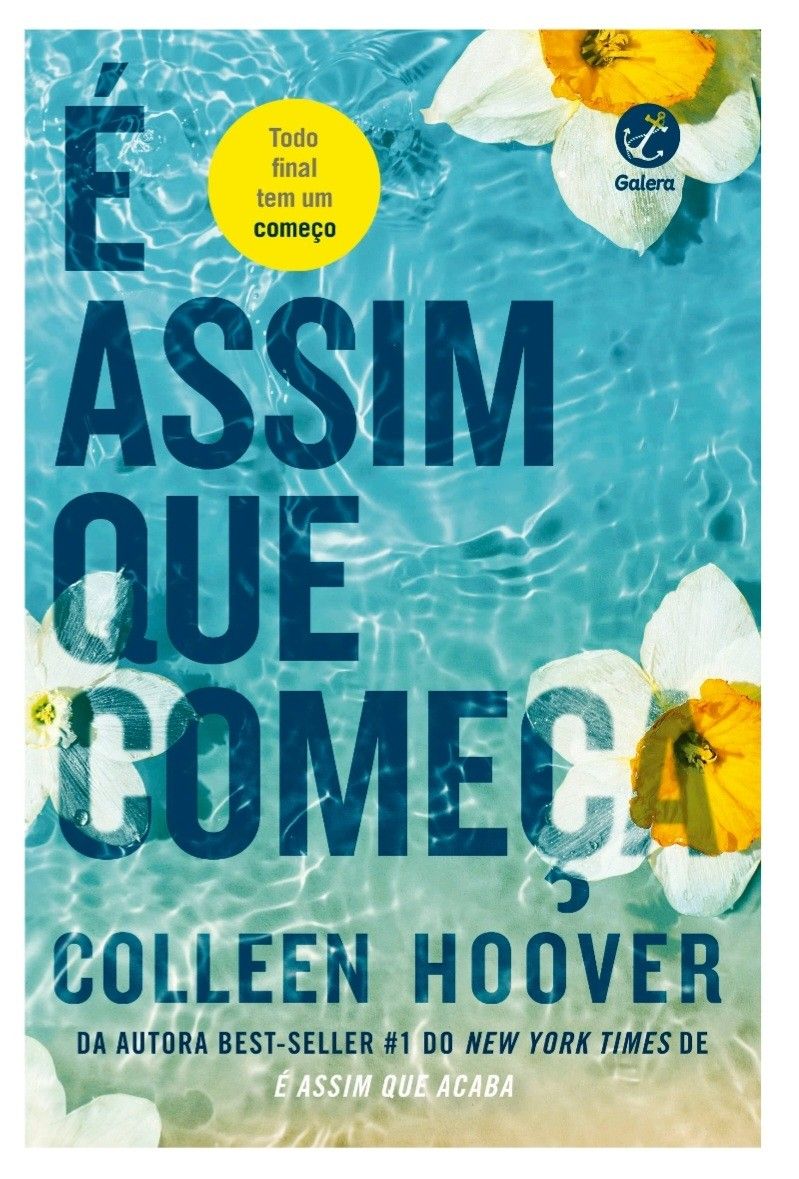 É
Todo
final
tem um
começo
Galera
ASSIM
QUE
COMEÇA
COLLEEN HOOVER
DA AUTORA BEST-SELLER #1 DO NEW YORK TIMES DE
É ASSIM QUE ACABA